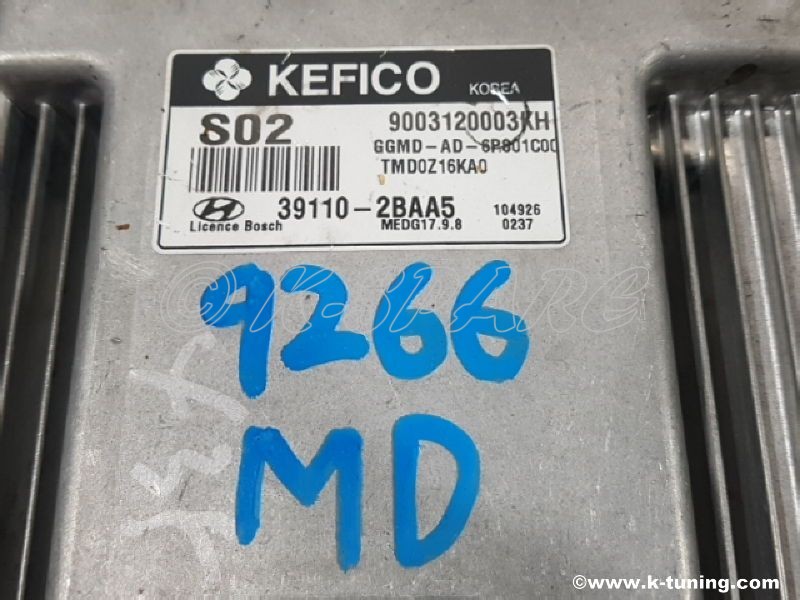 KEFICO KOREA
S02 9003120003KH
GGMD-AD-6P801C00
TMD0Z16KA0
39110-2BAA5 104926
Licence Bosch MEDG17.9.8 0237
©K-SPARE
9266
MD
©www.k-tuning.com